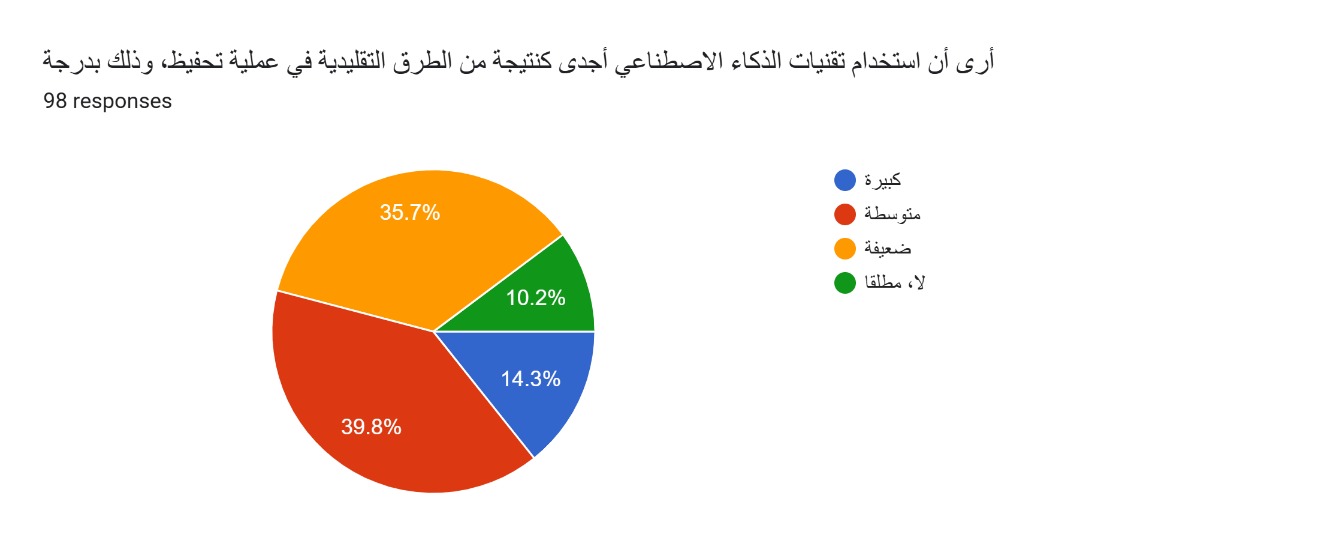 أرى أن استخدام تقنيات الذكاء الاصطناعي أجدى كنتيجة من الطرق التقليدية في عملية تحفيظ، وذلك بدرجة
98 responses
35.7%
10.2%
14.3%
39.8%
كبيرة
متوسطة
ضعيفة
لا، مطلقا